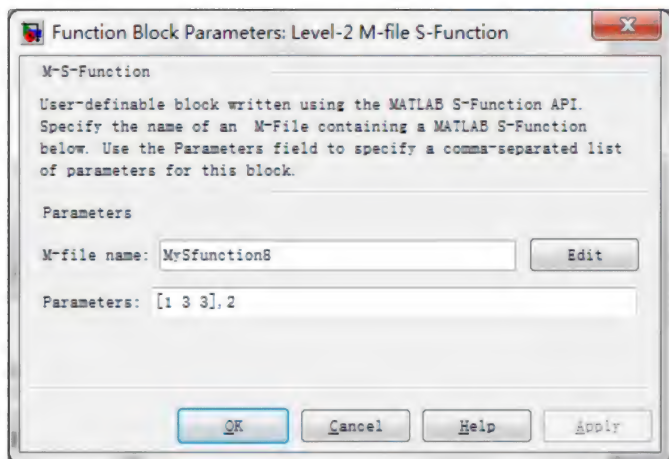 Function Block Parameters: Level-2 M-file S-Function
M-S-Function
User-definable block written using the MATLAB S-Function API.
Specify the name of an M-File containing a MATLAB S-Function
below. Use the Parameters field to specify a comma-separated list
of parameters for this block.
Parameters
M-file name: MySfunction8 Edit
Parameters: [1 3 3],2
OK Cancel Help Apply